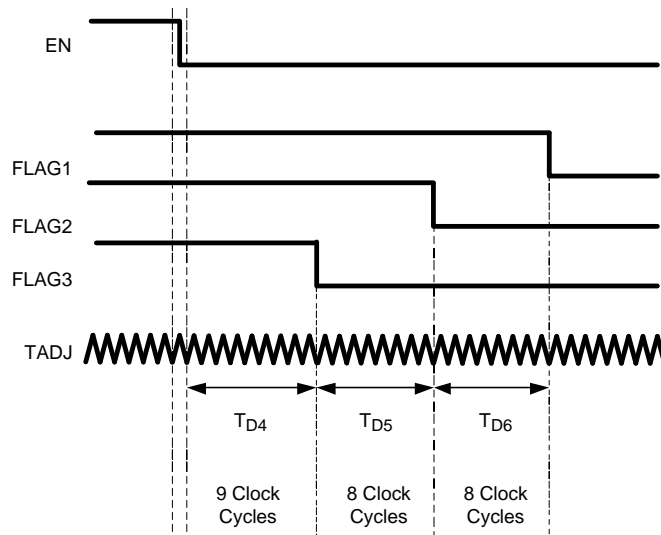 EN
FLAG1
FLAG2
FLAG3
TADJ
TD4
TD5
TD6
9 Clock
Cycles
8 Clock
Cycles
8 Clock
Cycles